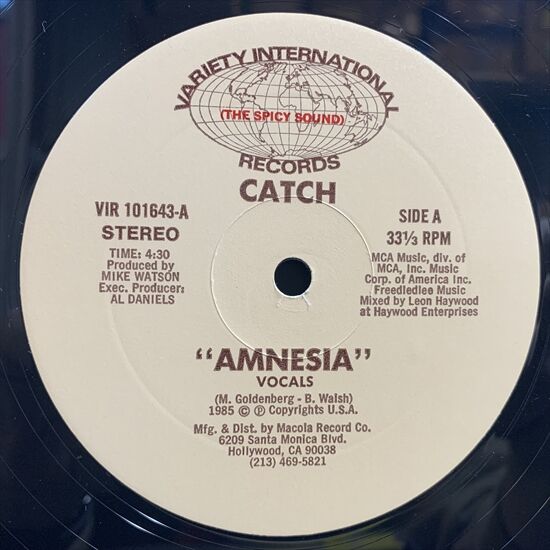 VARIETY INTERNATIONAL
(THE SPICY SOUND)
RECORDS
CATCH
VIR 101643-A
STEREO
TIME: 4:30
Produced by
MIKE WATSON
Exec. Producer:
AL DANIELS
SIDE A
33⅓ RPM
MCA Music, div. of
MCA, Inc. Music
Corp. of America Inc.
Freedledlee Music
Mixed by Leon Haywood
at Haywood Enterprises
"AMNESIA"
VOCALS
(M. Goldenberg - B. Walsh)
1985 © ℗ Copyrights U.S.A.
Mfg. & Dist. by Macola Record Co.
6209 Santa Monica Blvd.
Hollywood, CA 90038
(213) 469-5821